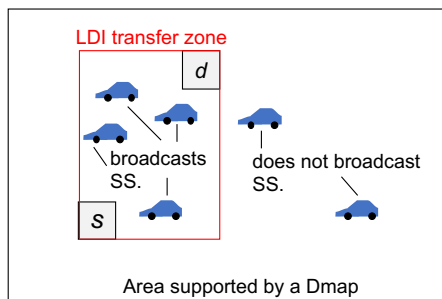 LDI transfer zone
d
broadcasts
SS.
does not broadcast
SS.
s
Area supported by a Dmap